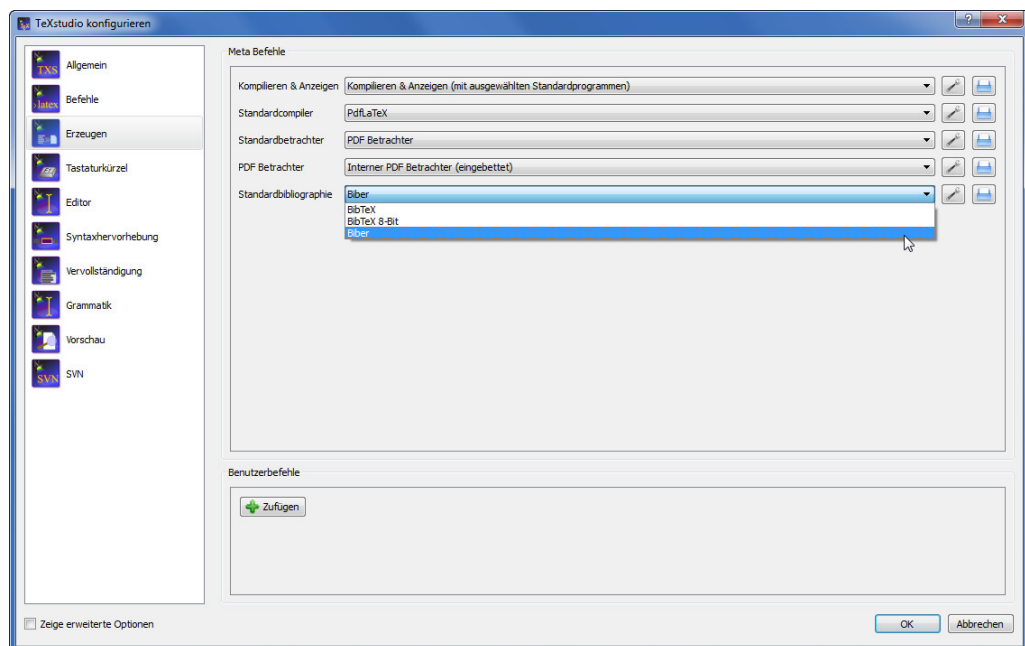 TeXstudio konfigurieren
Allgemein
Befehle
Erzeugen
Tastaturkürzel
Editor
Syntaxhervorhebung
Vervollständigung
Grammatik
Vorschau
SVN
Meta Befehle
Kompilieren & Anzeigen Kompilieren & Anzeigen (mit ausgewählten Standardprogrammen)
Standardcompiler PdfLaTeX
Standardbetrachter PDF Betrachter
PDF Betrachter Interner PDF Betrachter (eingebettet)
Standardbibliographie Biber
BibTeX
BibTeX 8-Bit
Biber
Benutzerbefehle
Zufügen
Zeige erweiterte Optionen
OK Abbrechen